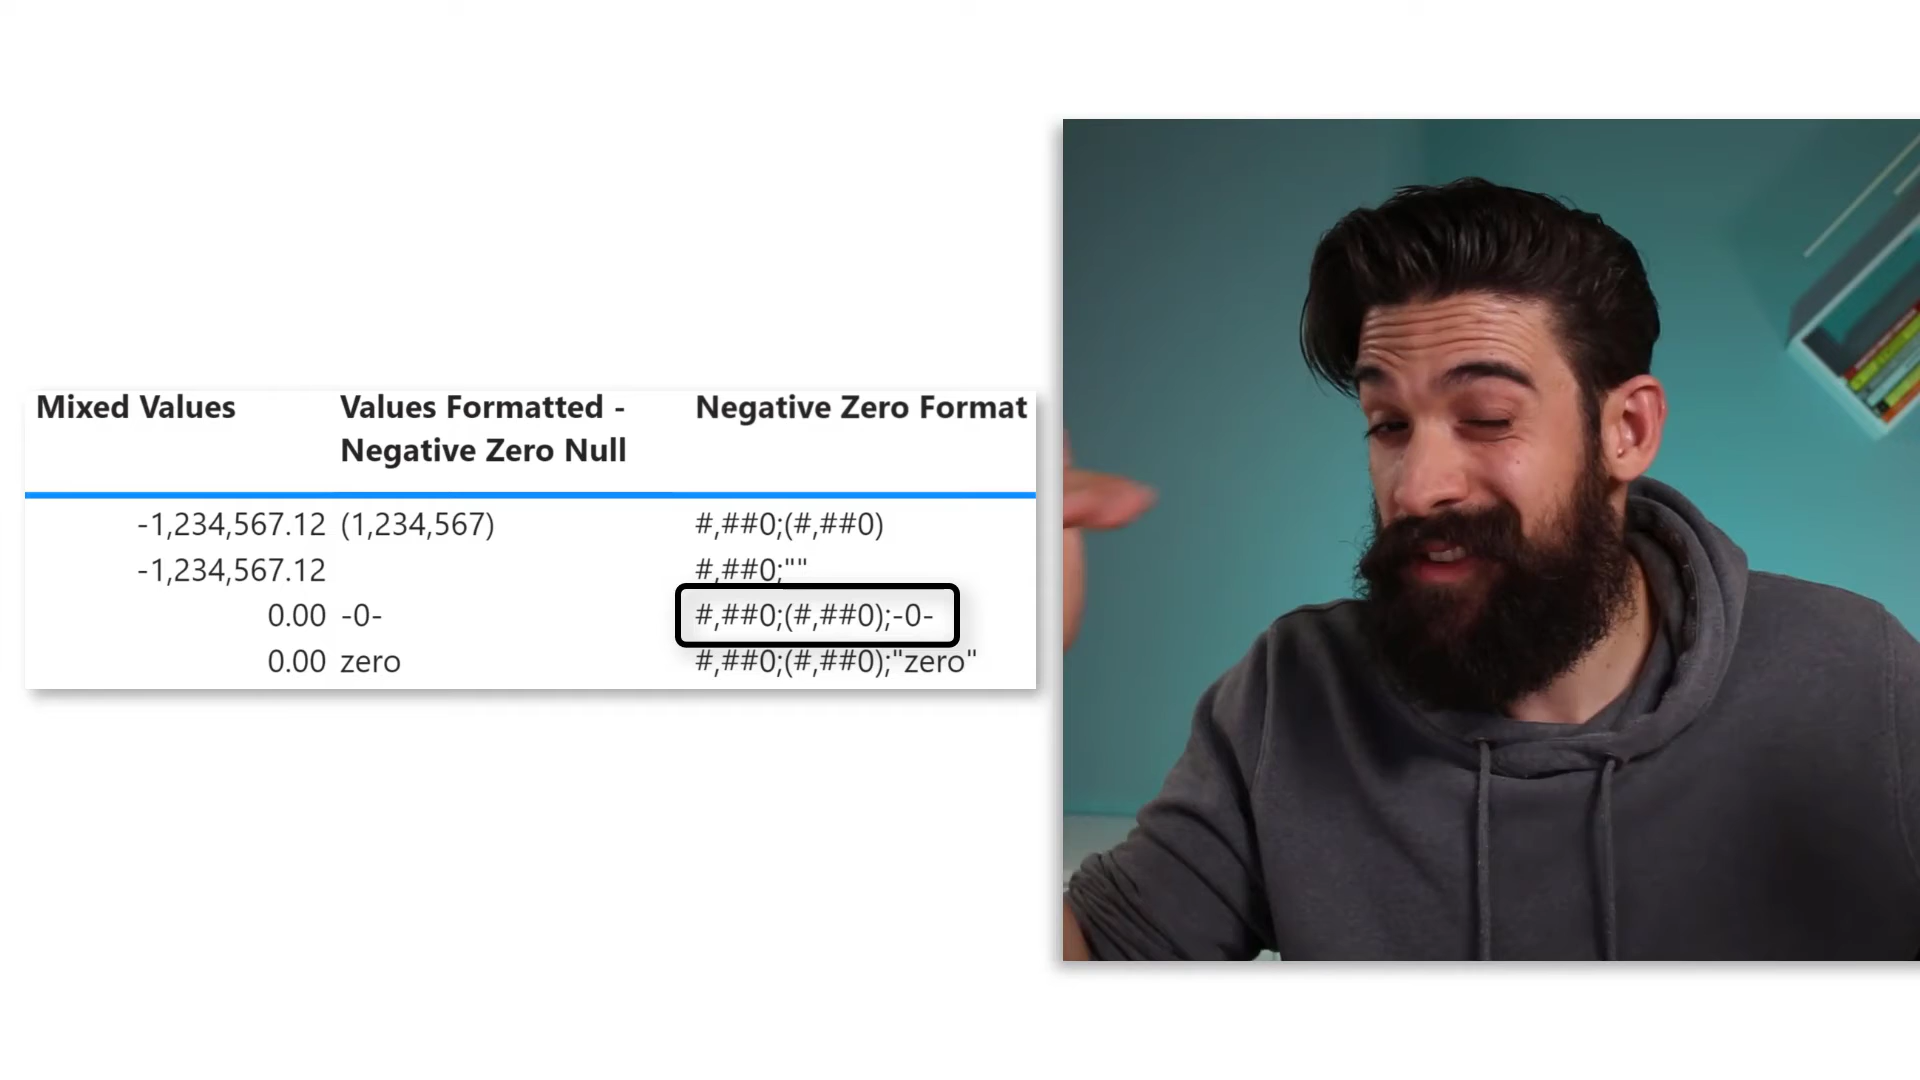 Mixed Values
Values Formatted -
Negative Zero Null
Negative Zero Format
-1,234,567.12 (1,234,567) #,##0;(#,##0)
-1,234,567.12 #,##0;""
0.00 -0- #,##0;(#,##0);-0-
0.00 zero #,##0;(#,##0);"zero"